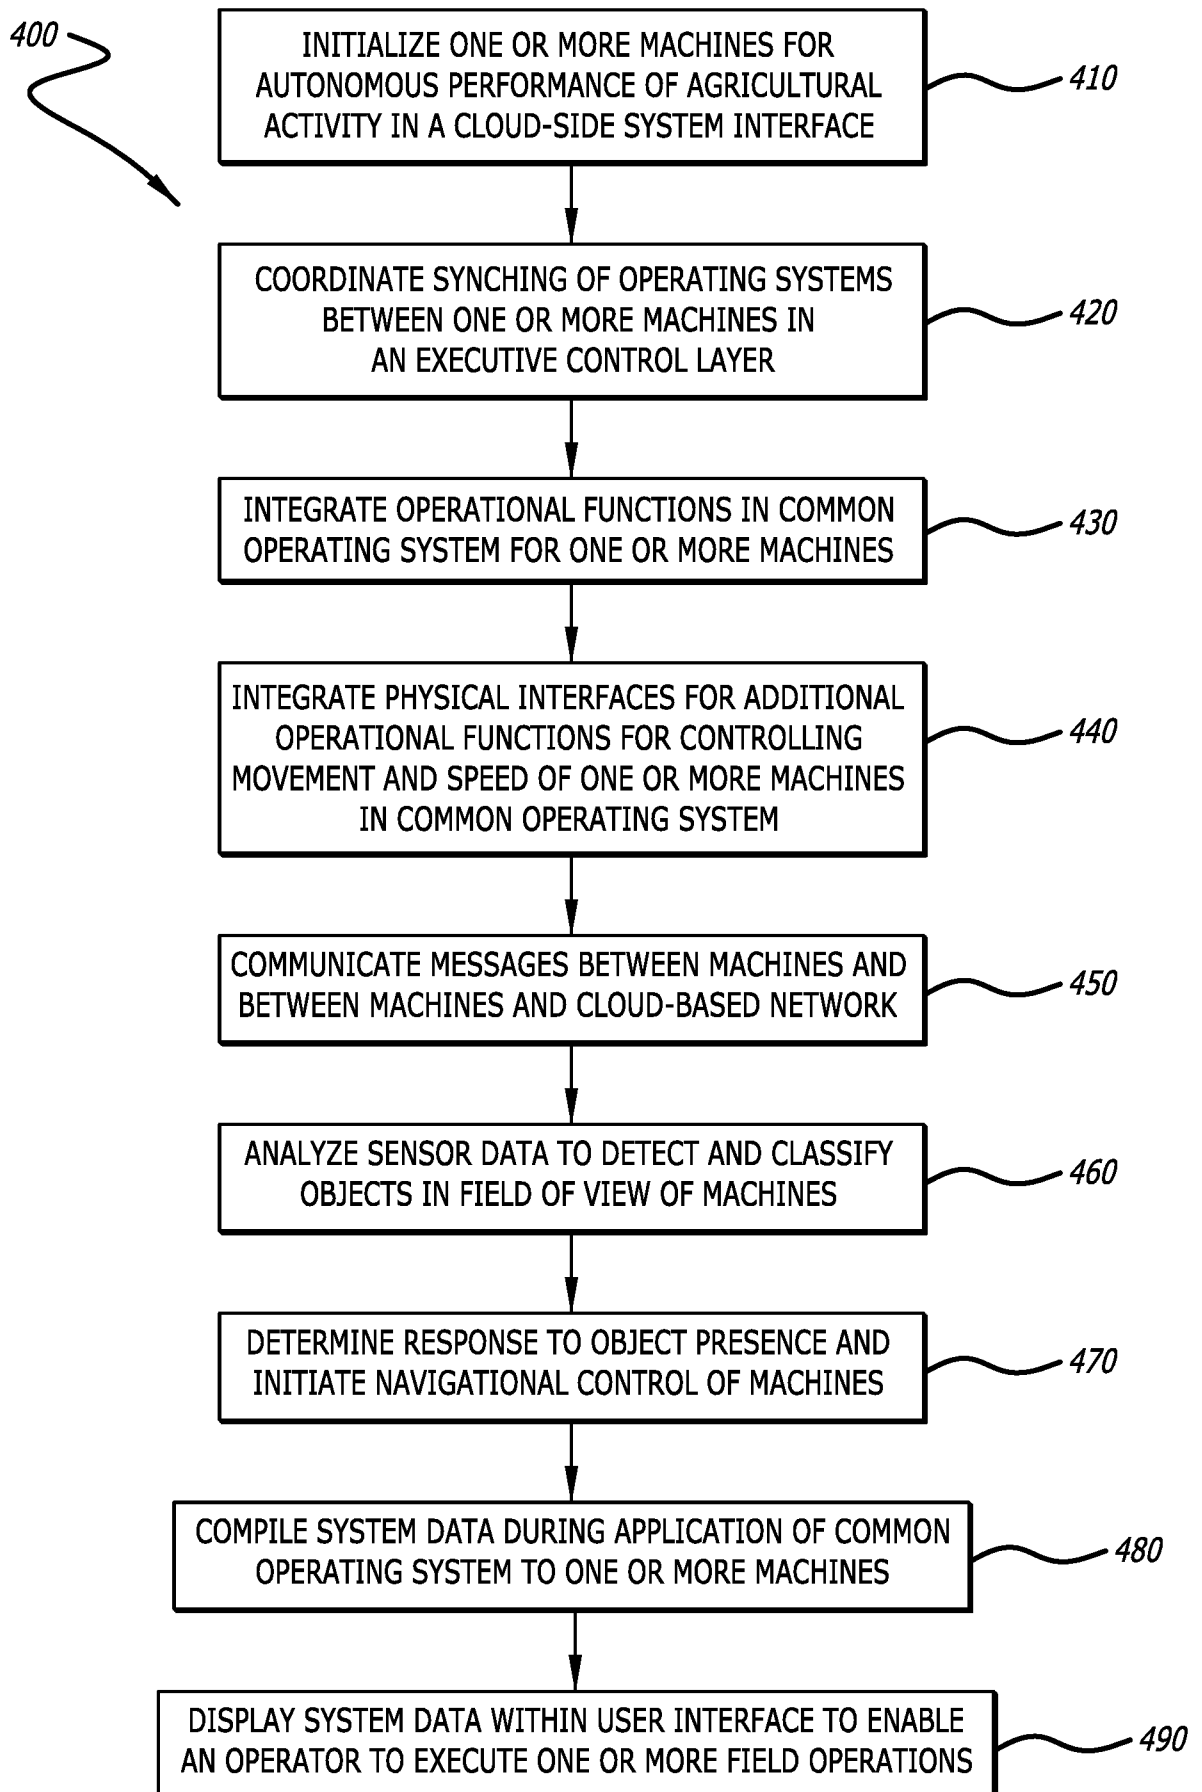 400
INITIALIZE ONE OR MORE MACHINES FOR
AUTONOMOUS PERFORMANCE OF AGRICULTURAL
ACTIVITY IN A CLOUD-SIDE SYSTEM INTERFACE
410
COORDINATE SYNCHING OF OPERATING SYSTEMS
BETWEEN ONE OR MORE MACHINES IN
AN EXECUTIVE CONTROL LAYER
420
INTEGRATE OPERATIONAL FUNCTIONS IN COMMON
OPERATING SYSTEM FOR ONE OR MORE MACHINES
430
INTEGRATE PHYSICAL INTERFACES FOR ADDITIONAL
OPERATIONAL FUNCTIONS FOR CONTROLLING
MOVEMENT AND SPEED OF ONE OR MORE MACHINES
IN COMMON OPERATING SYSTEM
440
COMMUNICATE MESSAGES BETWEEN MACHINES AND
BETWEEN MACHINES AND CLOUD-BASED NETWORK
450
ANALYZE SENSOR DATA TO DETECT AND CLASSIFY
OBJECTS IN FIELD OF VIEW OF MACHINES
460
DETERMINE RESPONSE TO OBJECT PRESENCE AND
INITIATE NAVIGATIONAL CONTROL OF MACHINES
470
COMPILE SYSTEM DATA DURING APPLICATION OF COMMON
OPERATING SYSTEM TO ONE OR MORE MACHINES
480
DISPLAY SYSTEM DATA WITHIN USER INTERFACE TO ENABLE
AN OPERATOR TO EXECUTE ONE OR MORE FIELD OPERATIONS
490